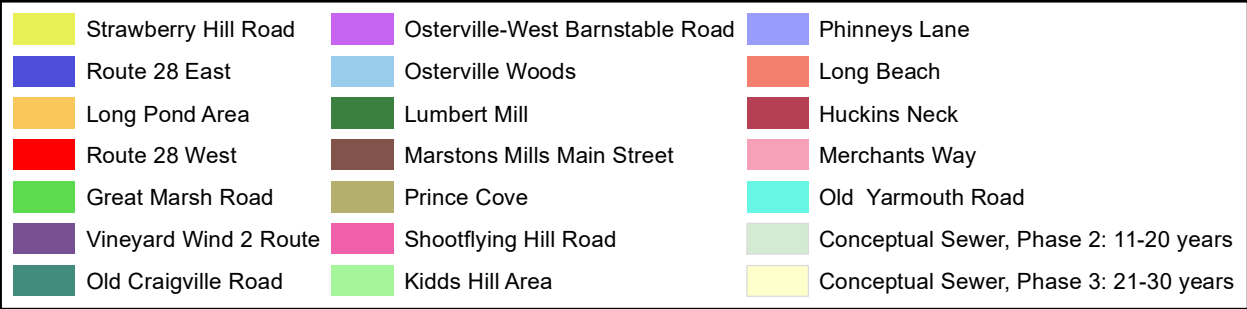 Strawberry Hill Road
Route 28 East
Long Pond Area
Route 28 West
Great Marsh Road
Vineyard Wind 2 Route
Old Craigville Road
Osterville-West Barnstable Road
Osterville Woods
Lumbert Mill
Marstons Mills Main Street
Prince Cove
Shootflying Hill Road
Kidds Hill Area
Phinneys Lane
Long Beach
Huckins Neck
Merchants Way
Old  Yarmouth Road
Conceptual Sewer, Phase 2: 11-20 years
Conceptual Sewer, Phase 3: 21-30 years